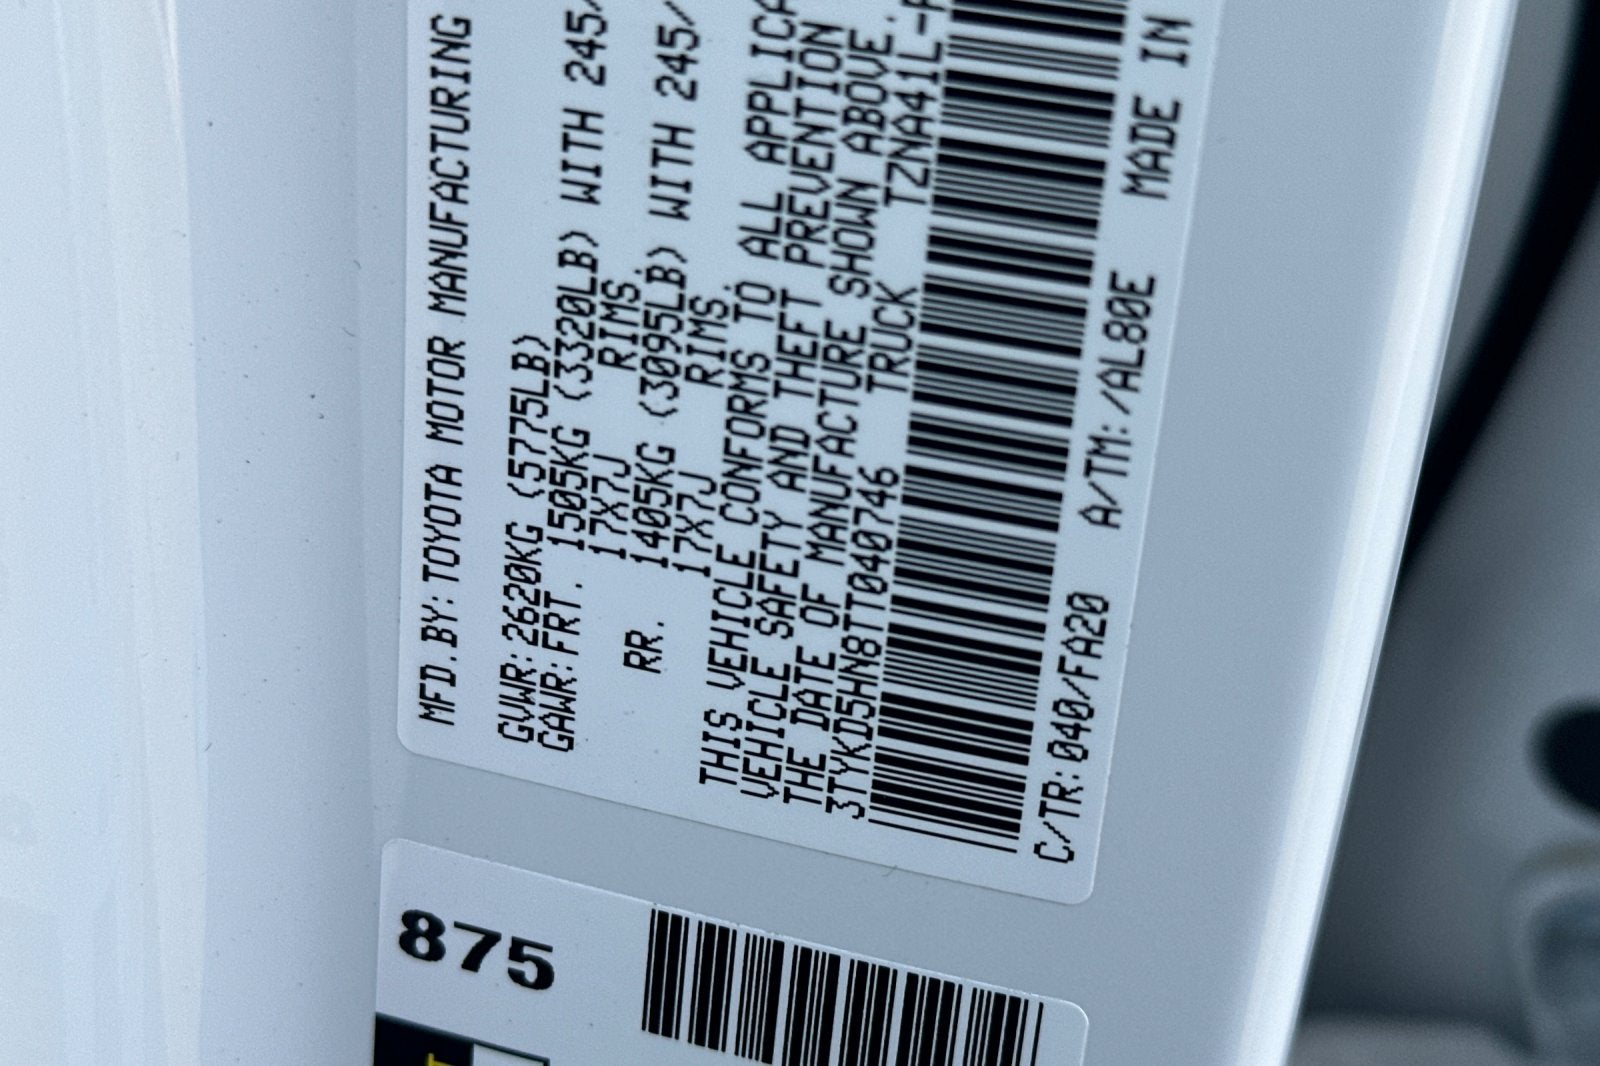 MFD.BY:TOYOTA MOTOR MANUFACTURING
GVWR:2620KG (5775LB)
GAWR:FRT. 1505KG (3320LB) WITH 245/
17X7J RIMS,
RR. 1405KG (3095LB) WITH 245/
17X7J RIMS,
THIS VEHICLE CONFORMS TO ALL APPLICA
VEHICLE SAFETY AND THEFT PREVENTION
THE DATE OF MANUFACTURE SHOWN ABOVE.
3TYKD5HN8TT040746 TRUCK TZNA41L-
C/TR:040/FA20 A/TM:/AL80E MADE IN
875